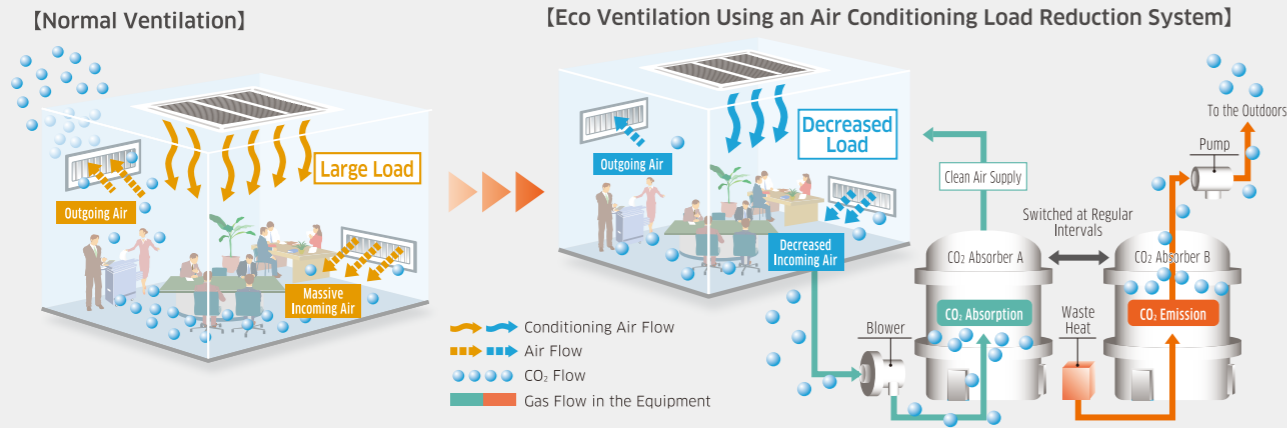 【Normal Ventilation】
Large Load
Outgoing Air
Massive
Incoming Air
【Eco Ventilation Using an Air Conditioning Load Reduction System】
Decreased
Load
Outgoing Air
Decreased
Incoming Air
Clean Air Supply
To the Outdoors
Pump
Switched at Regular
Intervals
CO₂ Absorber A
CO₂ Absorber B
CO₂ Absorption
CO₂ Emission
Waste
Heat
Blower
Conditioning Air Flow
Air Flow
CO₂ Flow
Gas Flow in the Equipment